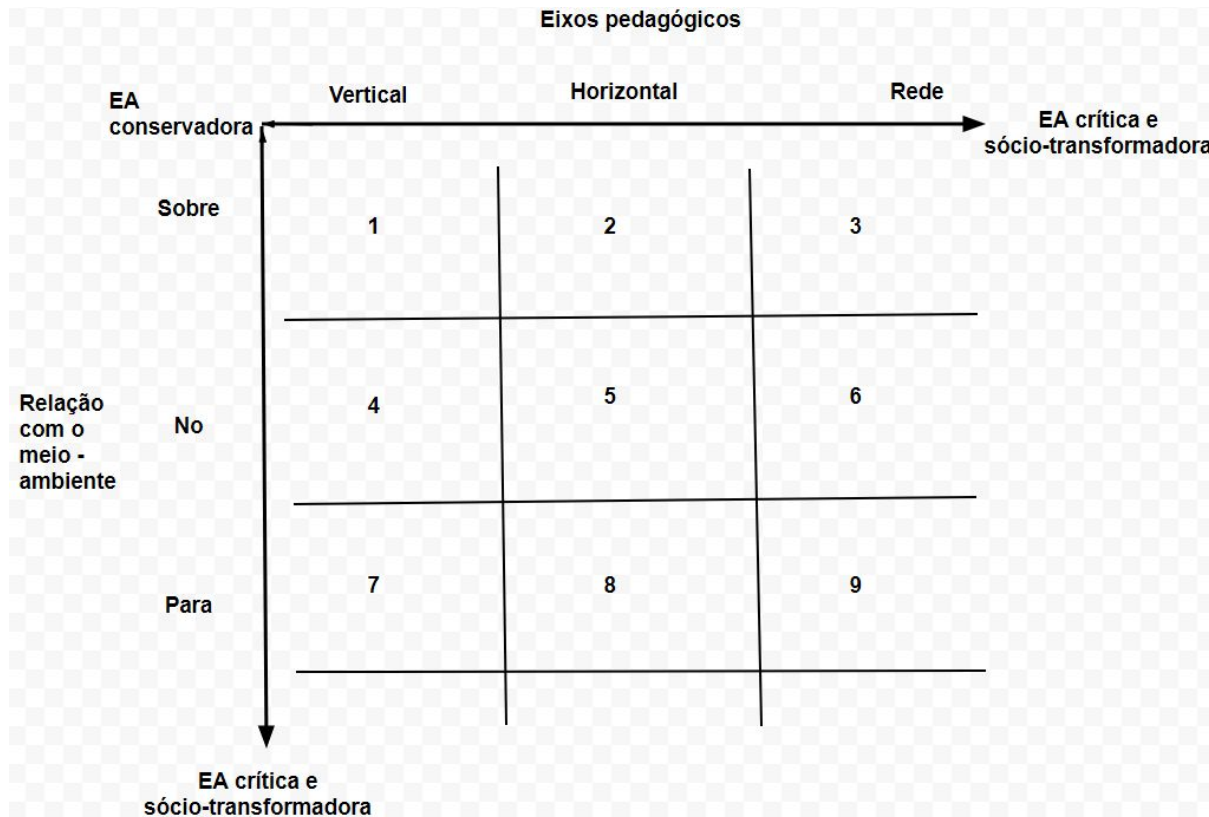 Eixos pedagógicos
Vertical
Horizontal
Rede
EA
conservadora
EA crítica e
sócio-transformadora
Sobre
1
2
3
Relação
com o
meio -
ambiente
No
4
5
6
Para
7
8
9
EA crítica e
sócio-transformadora